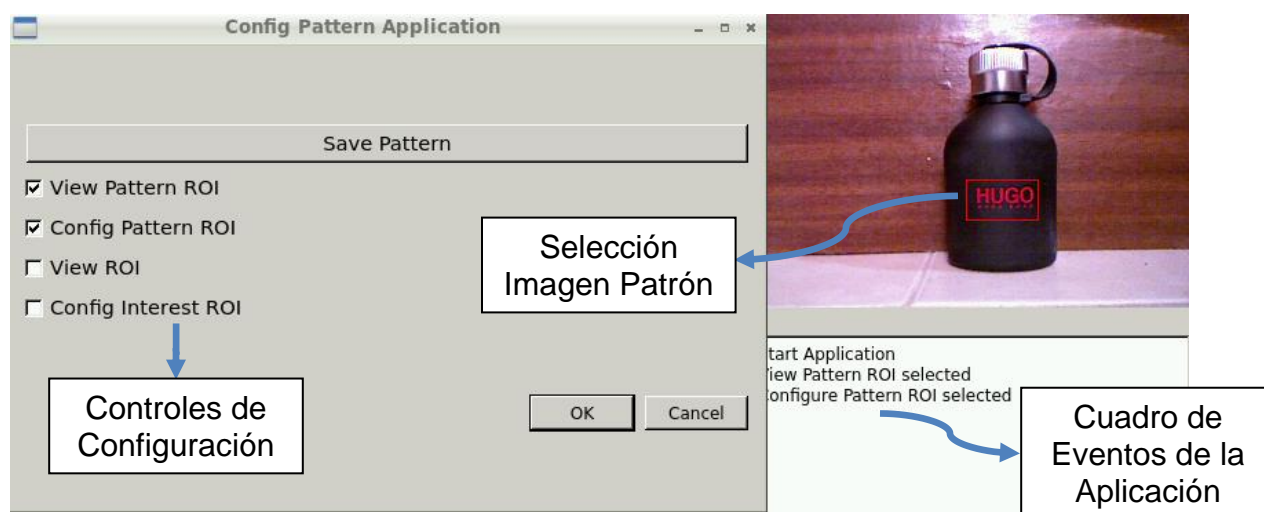 Config Pattern Application
Save Pattern
View Pattern ROI
Config Pattern ROI
View ROI
Config Interest ROI
Controles de
Configuración
OK
Cancel
Selección
Imagen Patrón
HUGO
tart Application
iew Pattern ROI selected
onfigure Pattern ROI selected
Cuadro de
Eventos de la
Aplicación